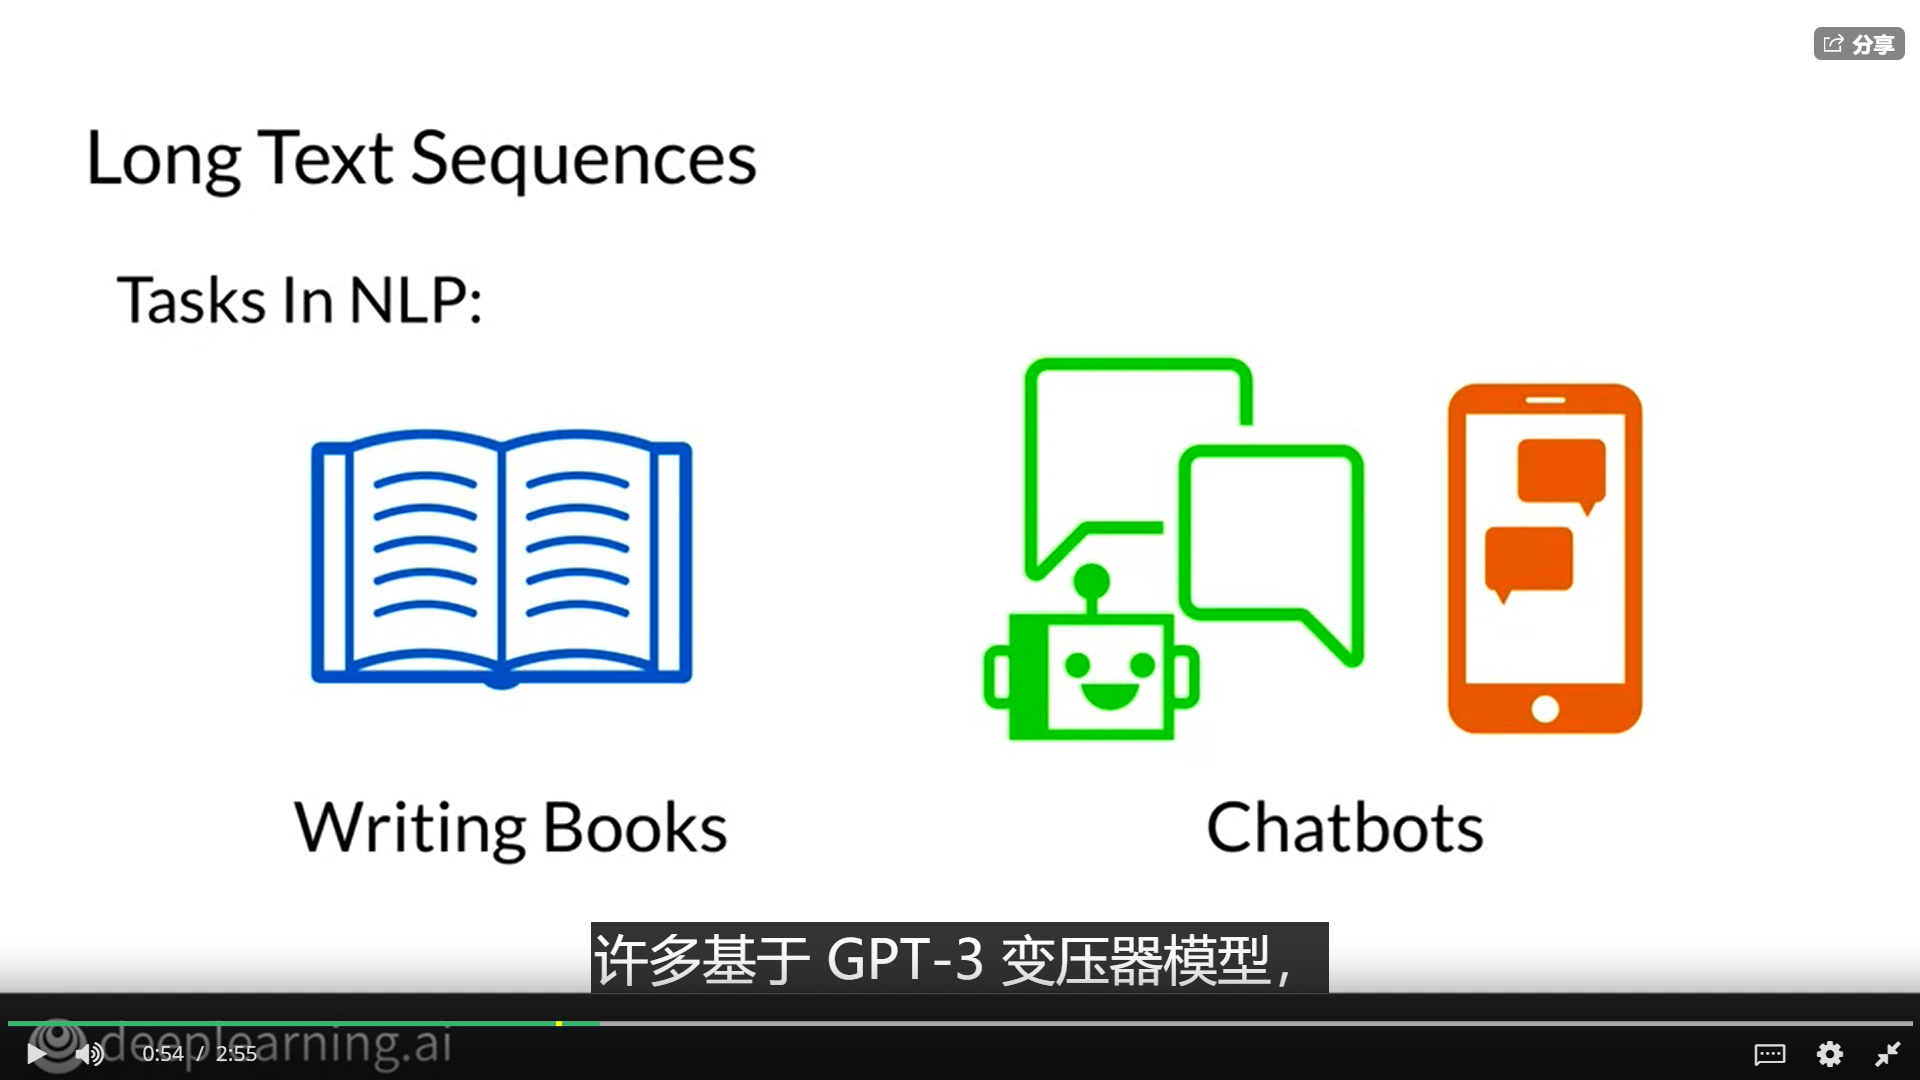 分享
Long Text Sequences
Tasks In NLP:
Writing Books
Chatbots
许多基于 GPT-3 变压器模型，
deeplearning.ai
0:54 / 2:55